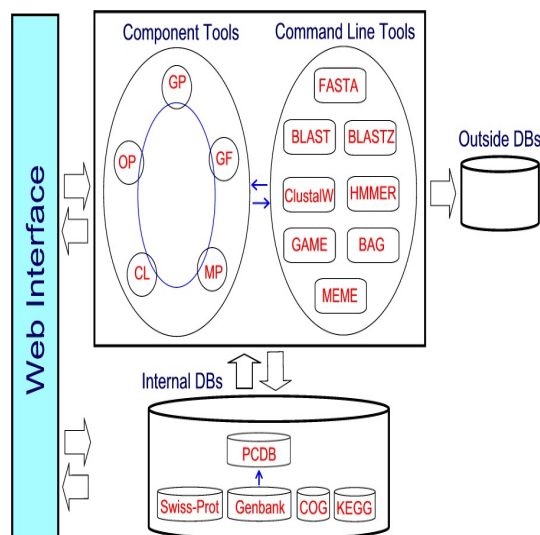 Web Interface
Component Tools
Command Line Tools
GP
OP
GF
CL
MP
FASTA
BLAST
BLASTZ
ClustalW
HMMER
GAME
BAG
MEME
Outside DBs
Internal DBs
PCDB
Swiss-Prot
Genbank
COG
KEGG